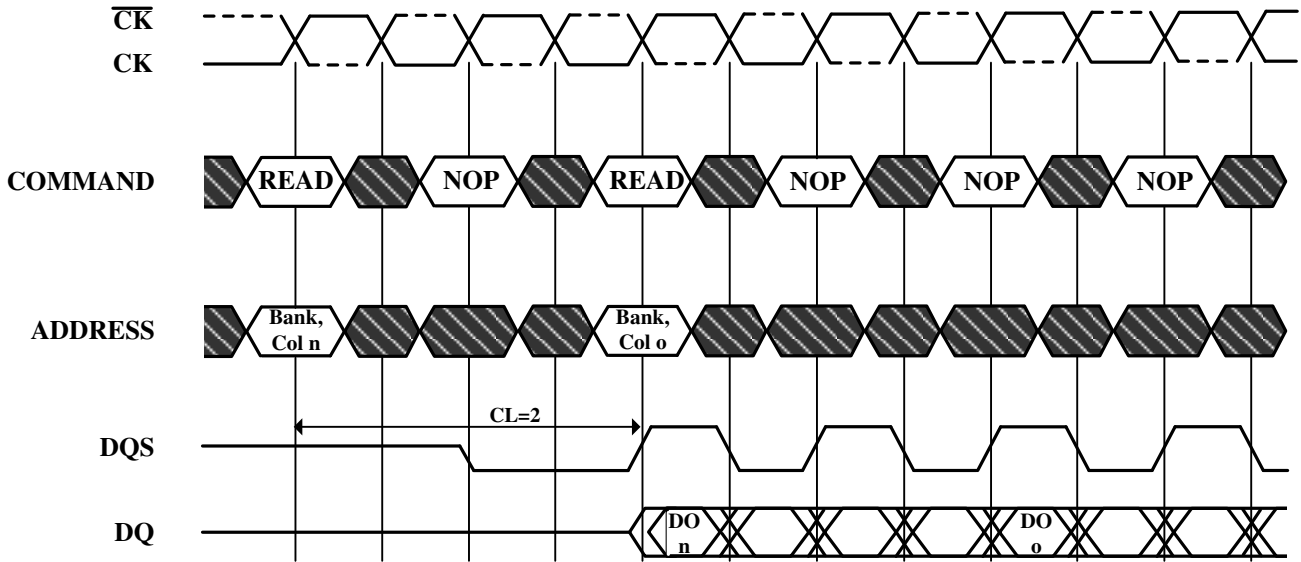 CK
CK
COMMAND
READ
NOP
READ
NOP
NOP
NOP
ADDRESS
Bank,
Col n
Bank,
Col o
CL=2
DQS
DQ
DO
n
DO
o